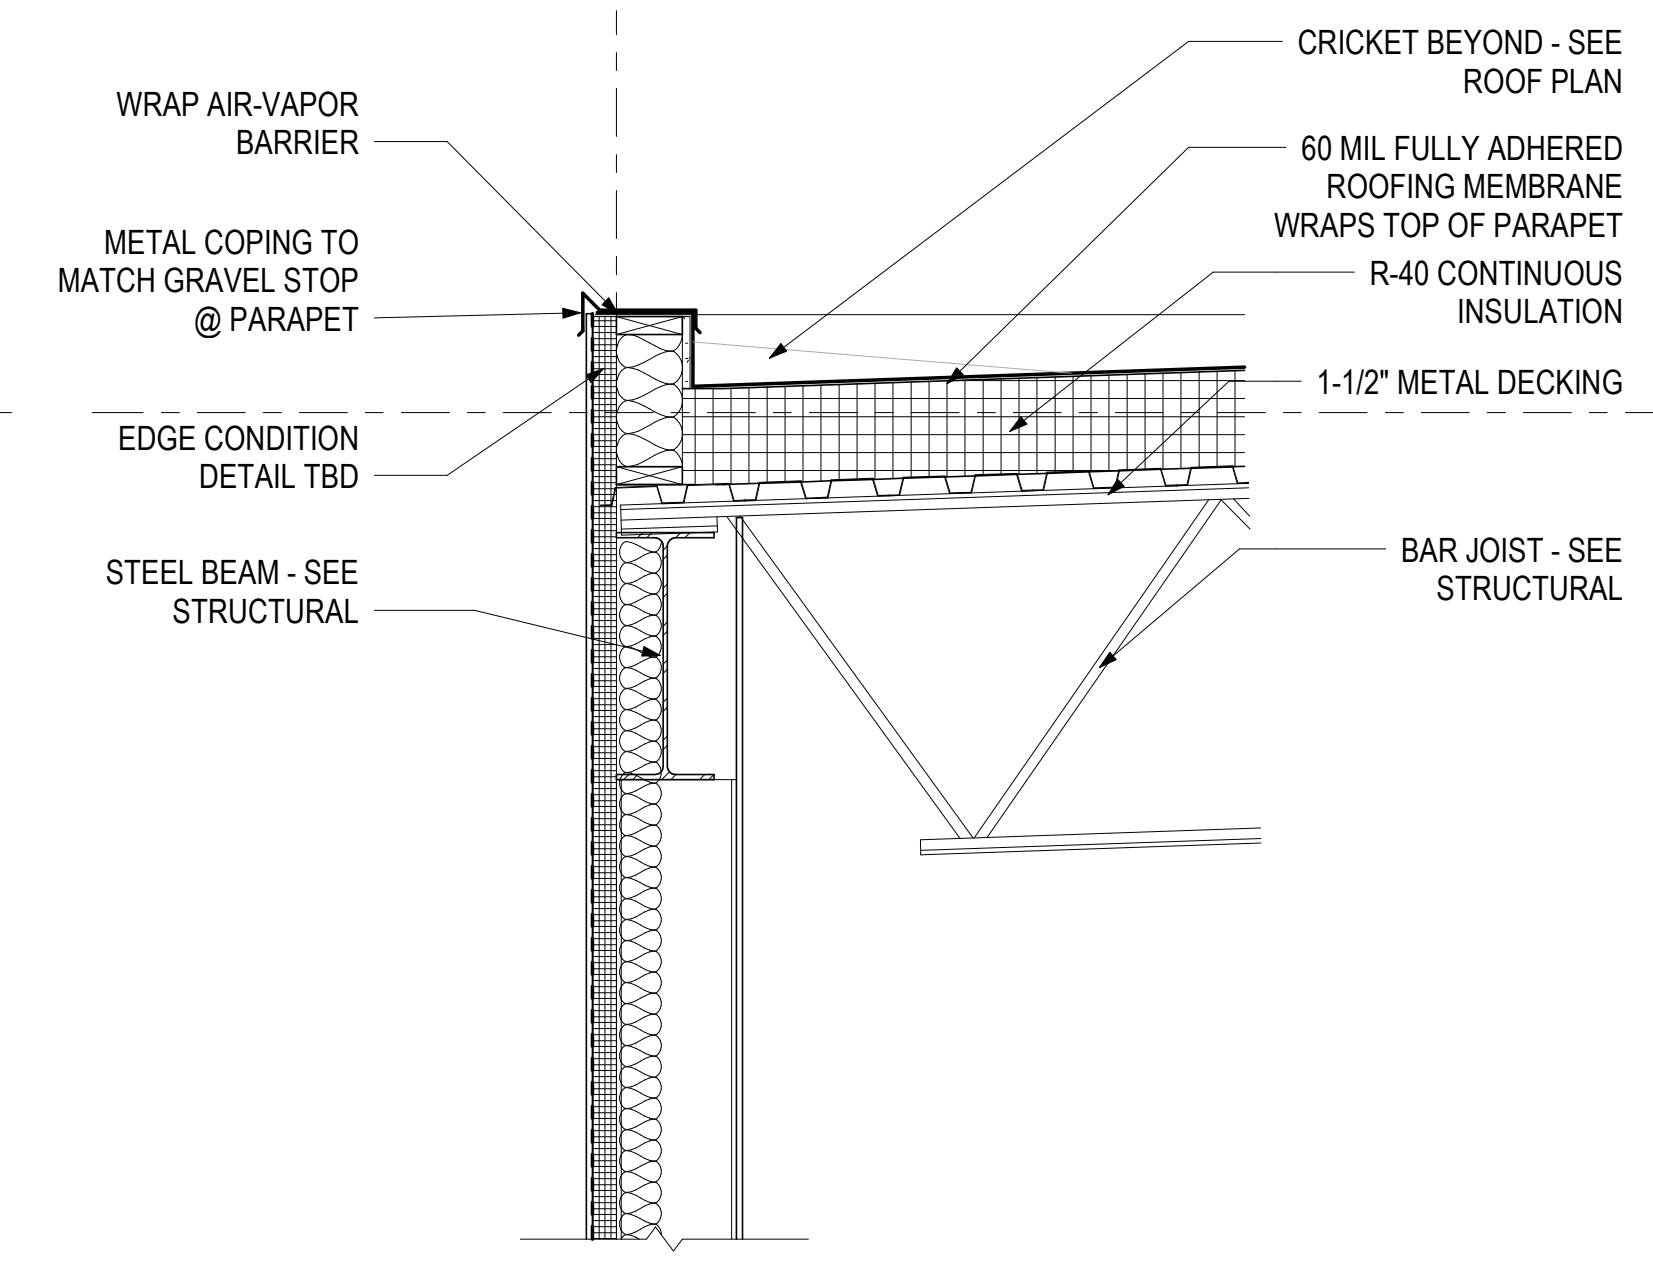 WRAP AIR-VAPOR
BARRIER
METAL COPING TO
MATCH GRAVEL STOP
@ PARAPET
EDGE CONDITION
DETAIL TBD
STEEL BEAM - SEE
STRUCTURAL
CRICKET BEYOND - SEE
ROOF PLAN
60 MIL FULLY ADHERED
ROOFING MEMBRANE
WRAPS TOP OF PARAPET
R-40 CONTINUOUS
INSULATION
1-1/2" METAL DECKING
BAR JOIST - SEE
STRUCTURAL